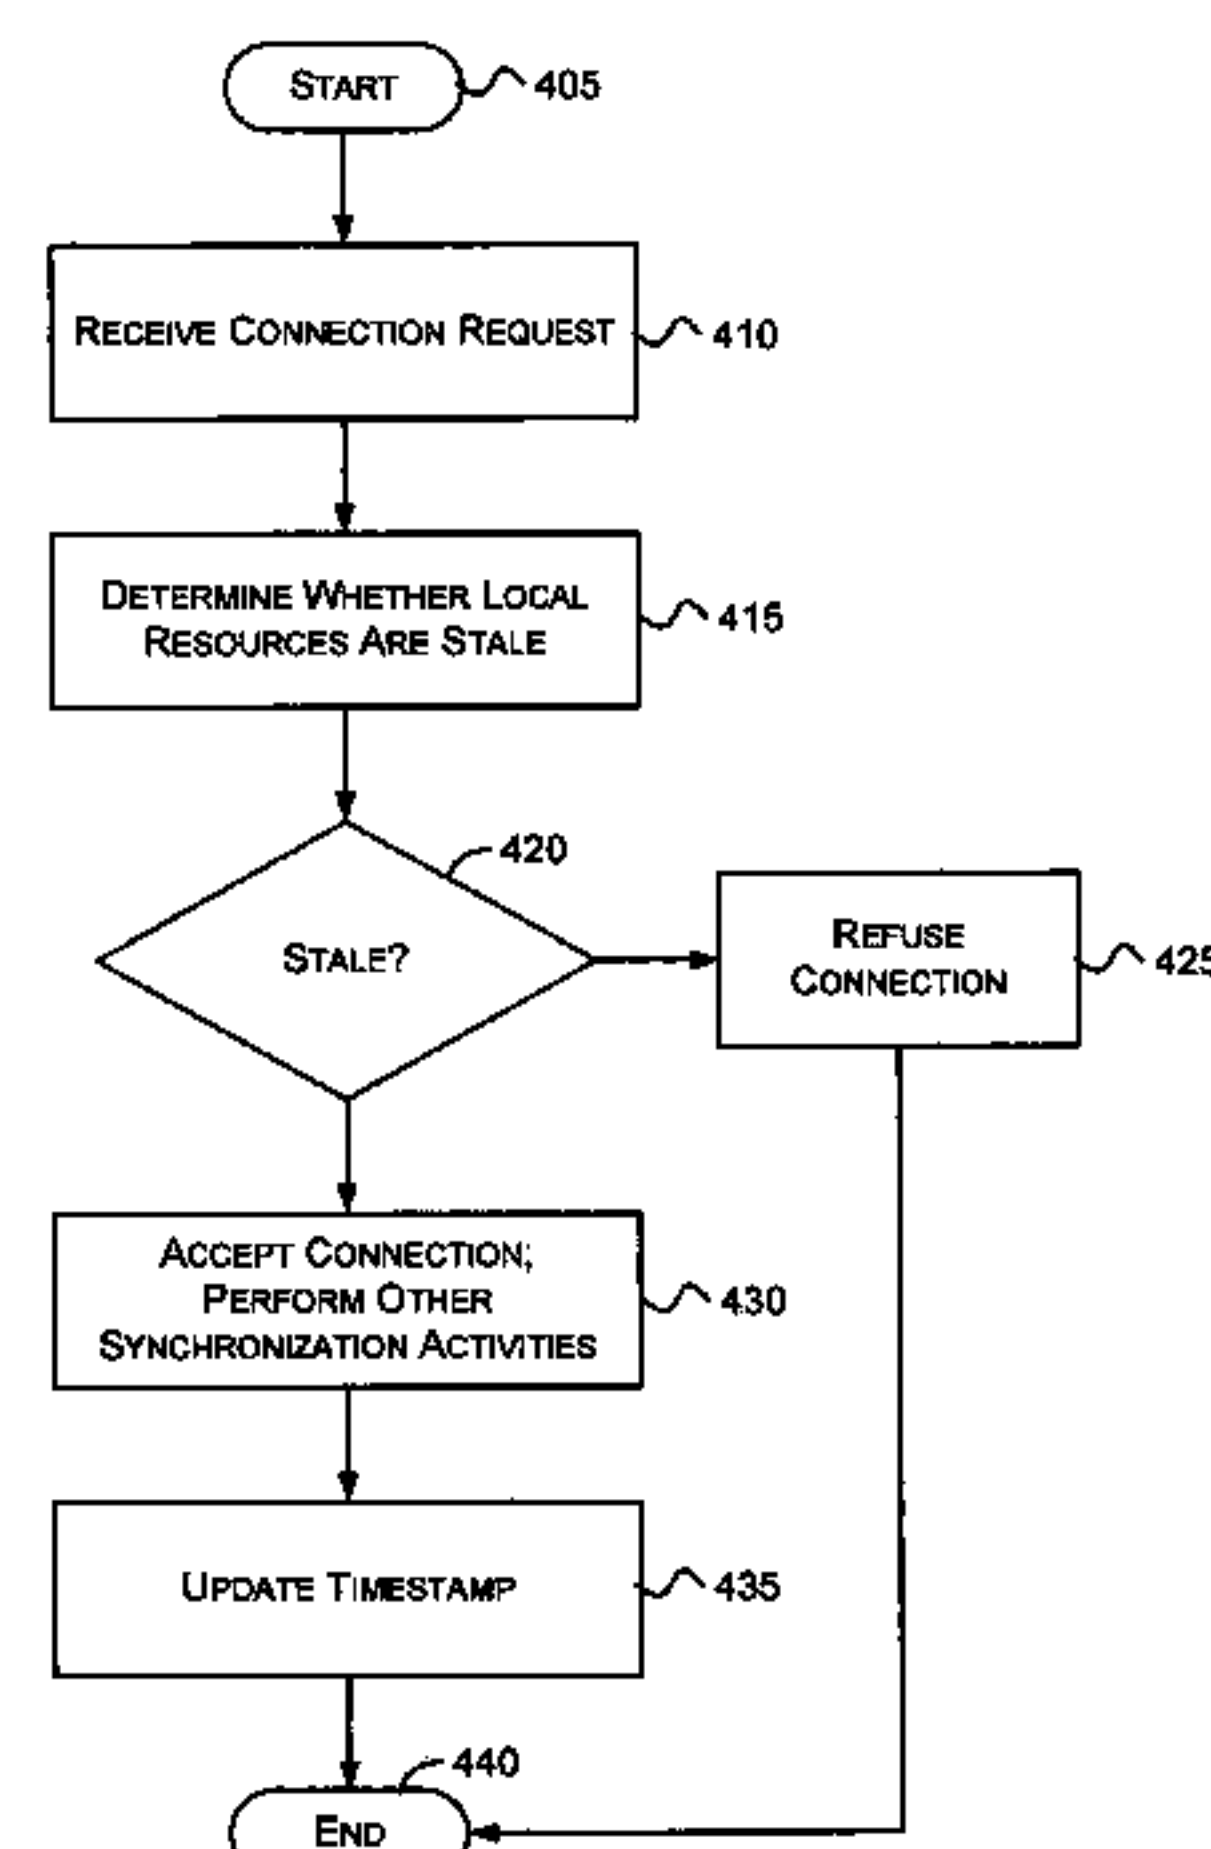 START
405
RECEIVE CONNECTION REQUEST
410
DETERMINE WHETHER LOCAL
RESOURCES ARE STALE
415
420
STALE?
REFUSE
CONNECTION
425
ACCEPT CONNECTION;
PERFORM OTHER
SYNCHRONIZATION ACTIVITIES
430
UPDATE TIMESTAMP
435
440
END